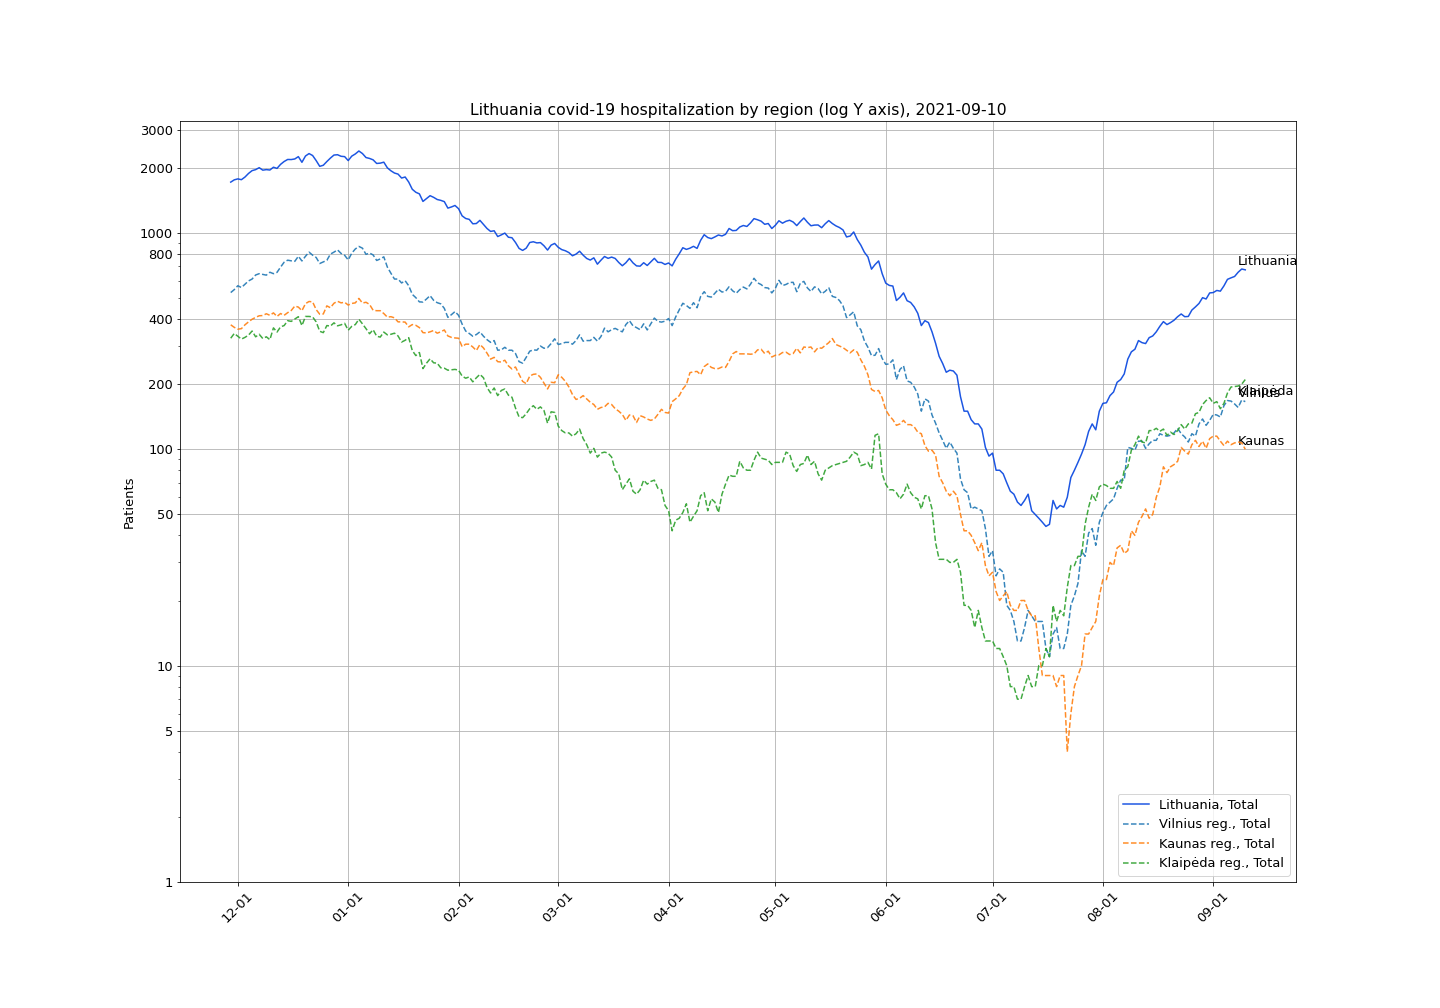 Lithuania covid-19 hospitalization by region (log Y axis), 2021-09-10
3000
2000
1000
800
400
200
100
50
10
5
1
Patients
Lithuania
Klaipėda
Vilnius
Kaunas
Lithuania, Total
Vilnius reg., Total
Kaunas reg., Total
Klaipėda reg., Total
12-01
01-01
02-01
03-01
04-01
05-01
06-01
07-01
08-01
09-01